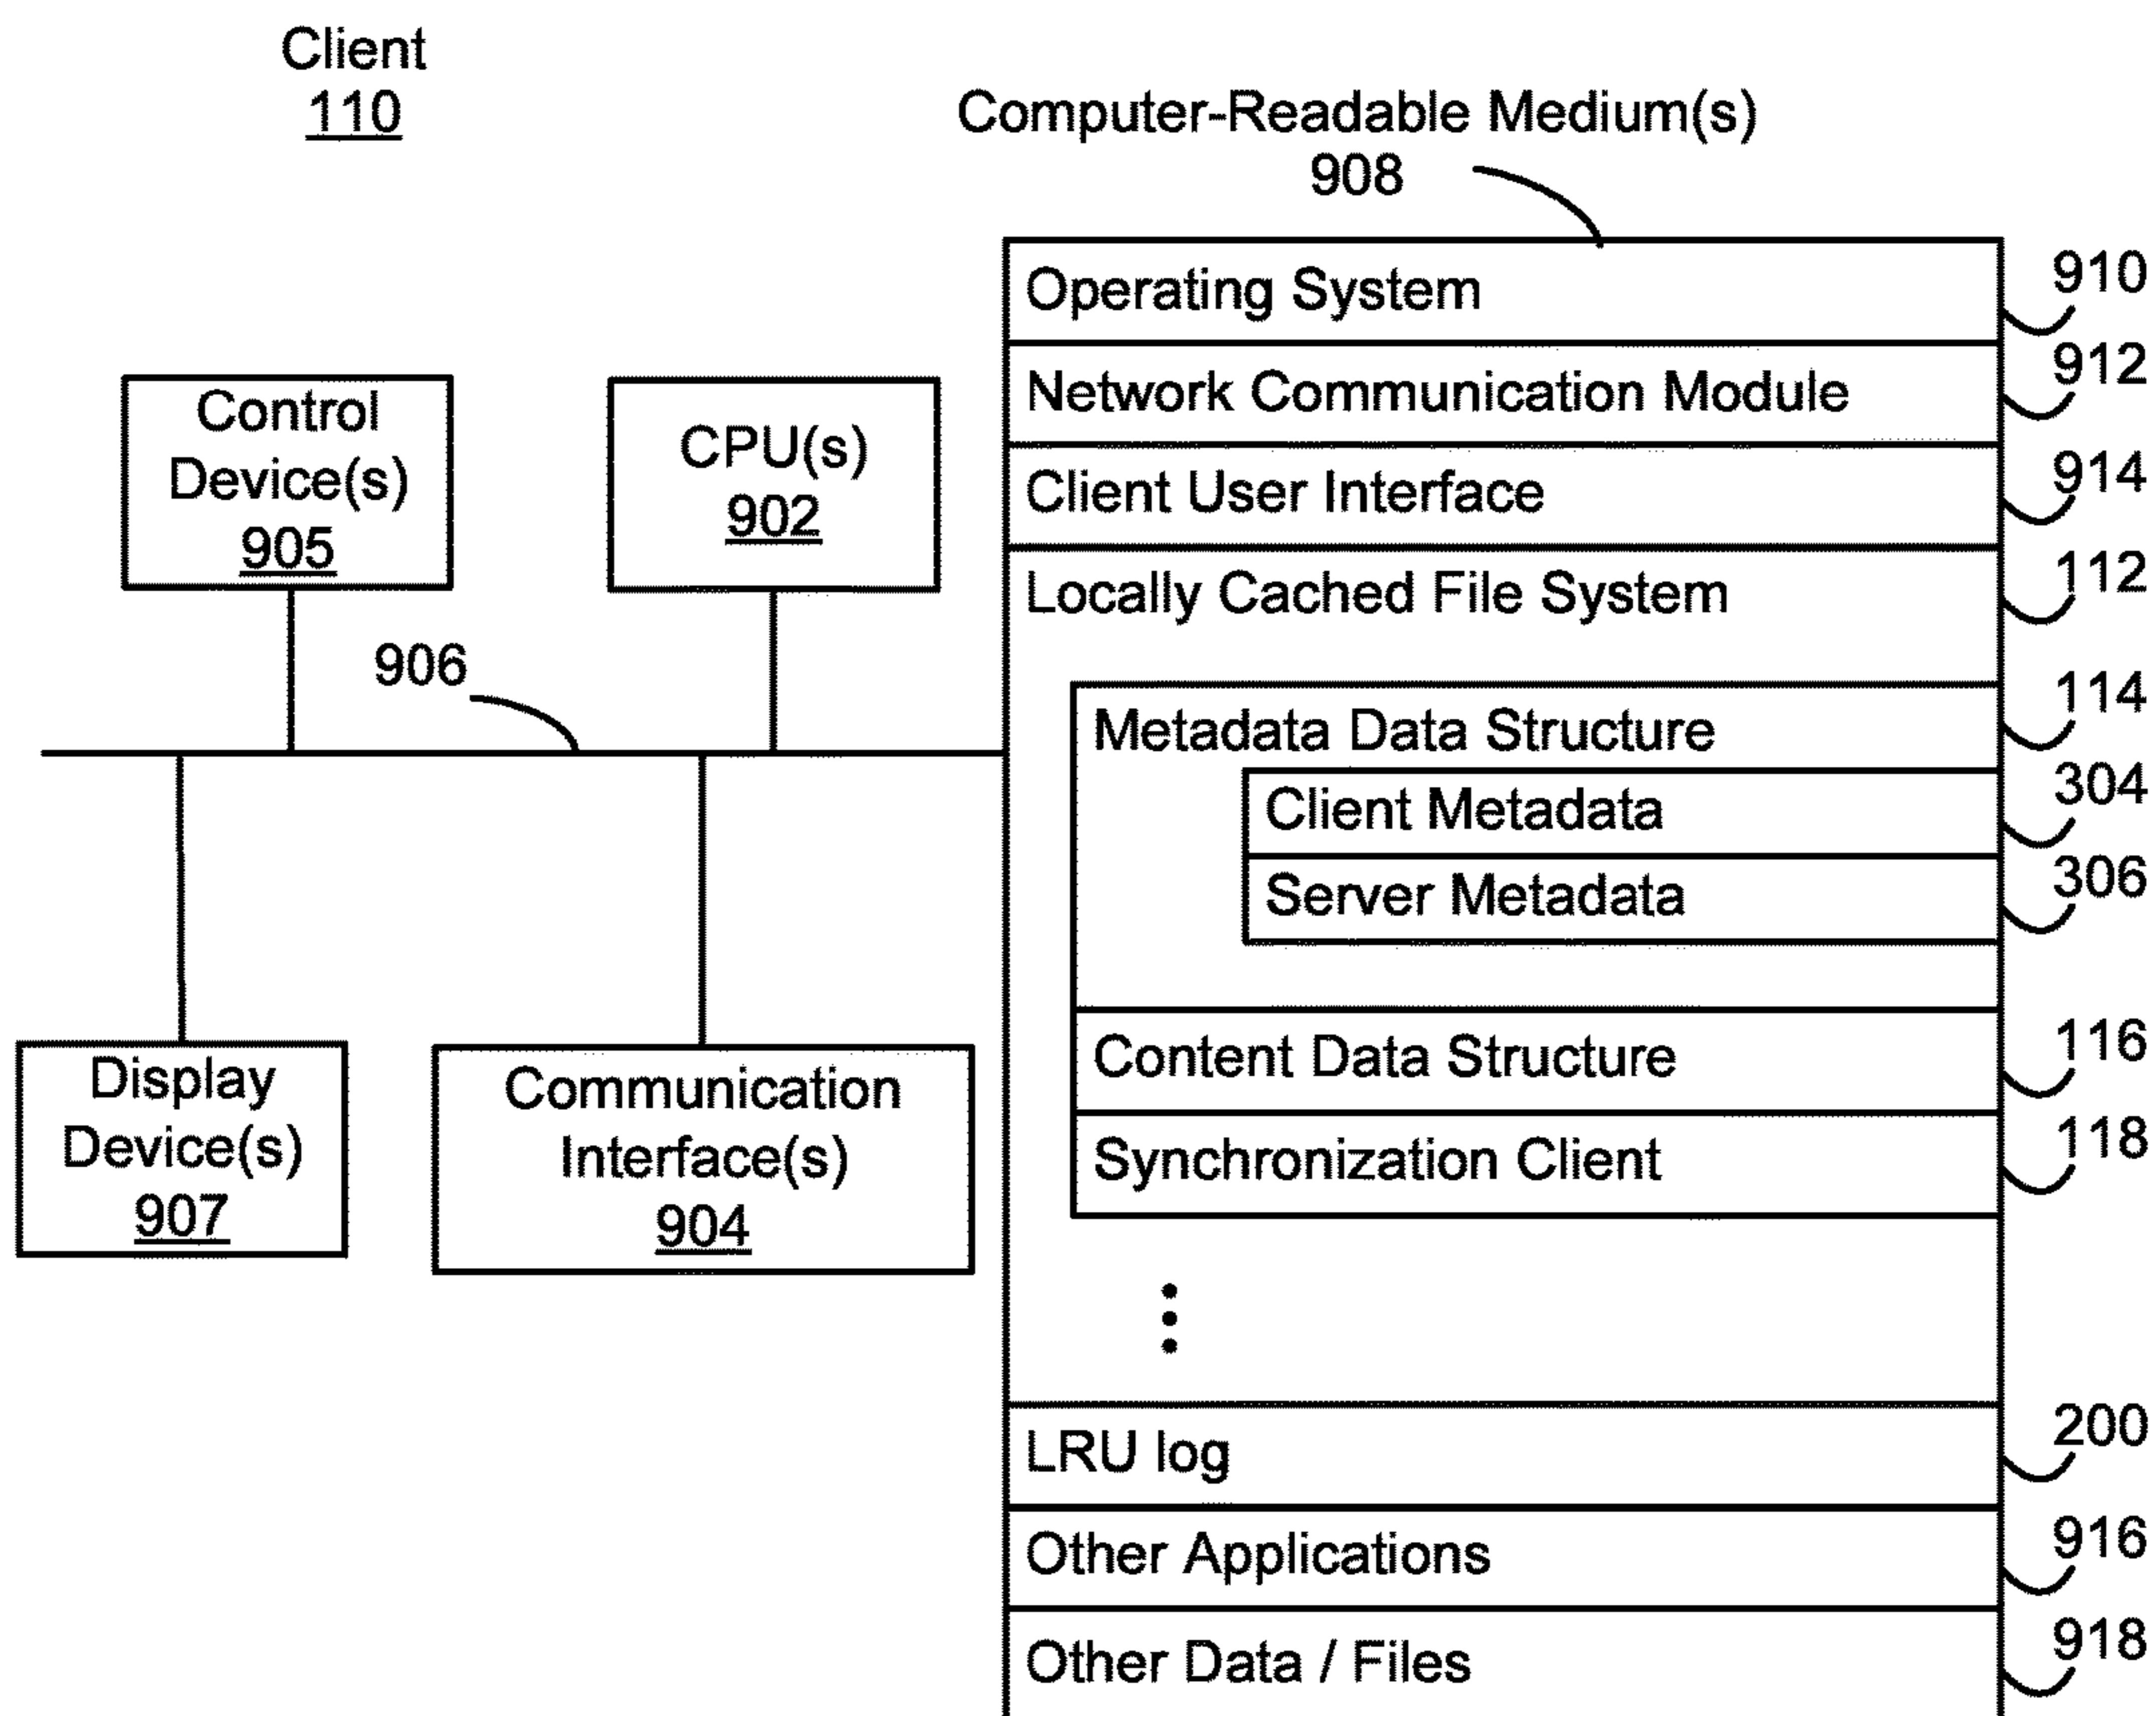 Client
110
Computer-Readable Medium(s)
908
Operating System
910
Network Communication Module
912
Client User Interface
914
Locally Cached File System
112
Metadata Data Structure
114
Client Metadata
304
Server Metadata
306
Content Data Structure
116
Synchronization Client
118
LRU log
200
Other Applications
916
Other Data / Files
918
Control
Device(s)
905
CPU(s)
902
906
Display
Device(s)
907
Communication
Interface(s)
904